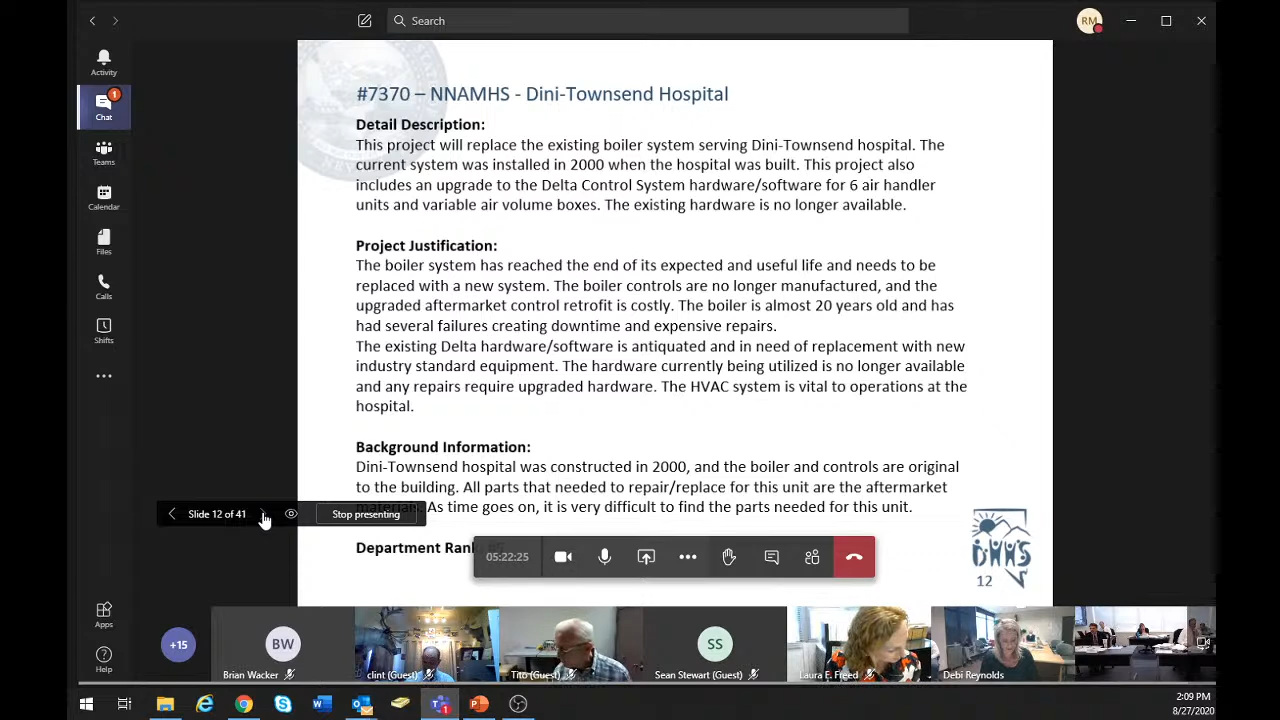 Search
RM
Activity
1
Chat
Teams
Calendar
Files
Calls
Shifts
Apps
Help
#7370 – NNAMHS - Dini-Townsend Hospital
Detail Description:
This project will replace the existing boiler system serving Dini-Townsend hospital. The
current system was installed in 2000 when the hospital was built. This project also
includes an upgrade to the Delta Control System hardware/software for 6 air handler
units and variable air volume boxes. The existing hardware is no longer available.
Project Justification:
The boiler system has reached the end of its expected and useful life and needs to be
replaced with a new system. The boiler controls are no longer manufactured, and the
upgraded aftermarket control retrofit is costly. The boiler is almost 20 years old and has
had several failures creating downtime and expensive repairs.
The existing Delta hardware/software is antiquated and in need of replacement with new
industry standard equipment. The hardware currently being utilized is no longer available
and any repairs require upgraded hardware. The HVAC system is vital to operations at the
hospital.
Background Information:
Dini-Townsend hospital was constructed in 2000, and the boiler and controls are original
to the building. All parts that needed to repair/replace for this unit are the aftermarket
material. As time goes on, it is very difficult to find the parts needed for this unit.
Slide 12 of 41
Stop presenting
Department Rank
05:22:25
DHHS
12
+15
BW
Brian Wacker
clint (Guest)
Tito (Guest)
SS
Sean Stewart (Guest)
Laura E. Freed
Debi Reynolds
2:09 PM
8/27/2020